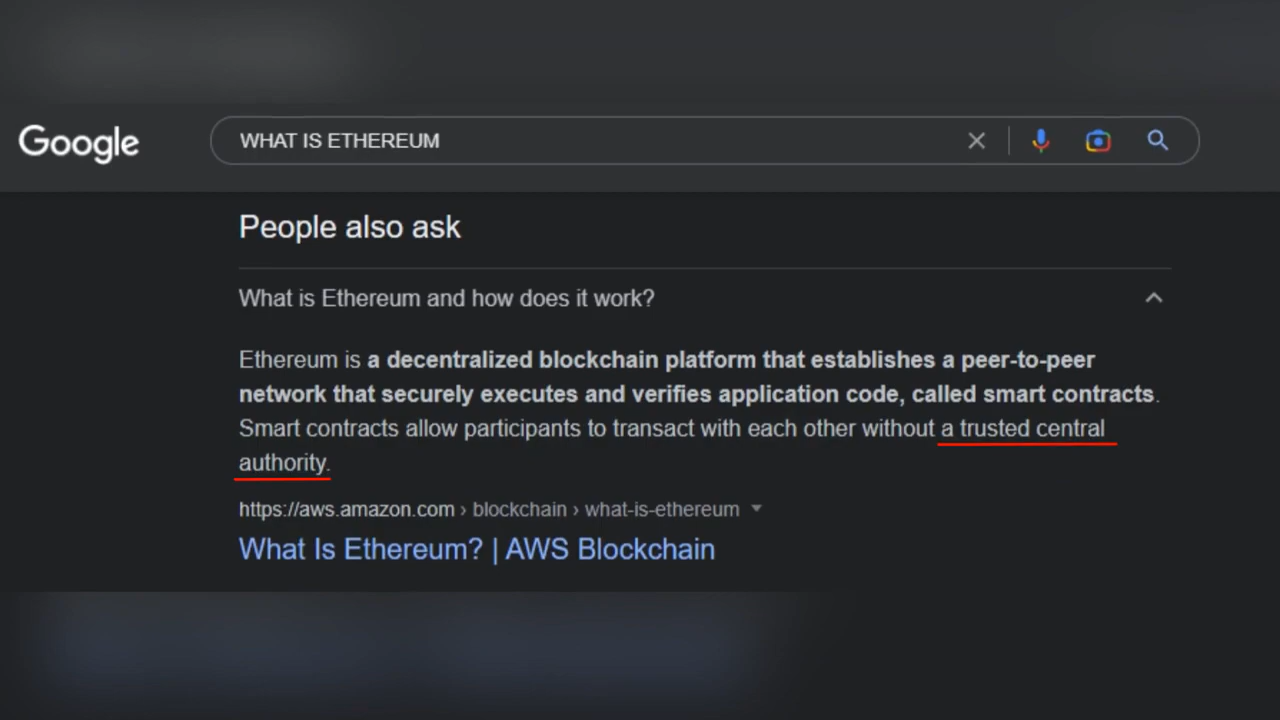 Google
WHAT IS ETHEREUM
People also ask
What is Ethereum and how does it work?
Ethereum is a decentralized blockchain platform that establishes a peer-to-peer
network that securely executes and verifies application code, called smart contracts.
Smart contracts allow participants to transact with each other without a trusted central
authority.
https://aws.amazon.com › blockchain › what-is-ethereum
What Is Ethereum? | AWS Blockchain